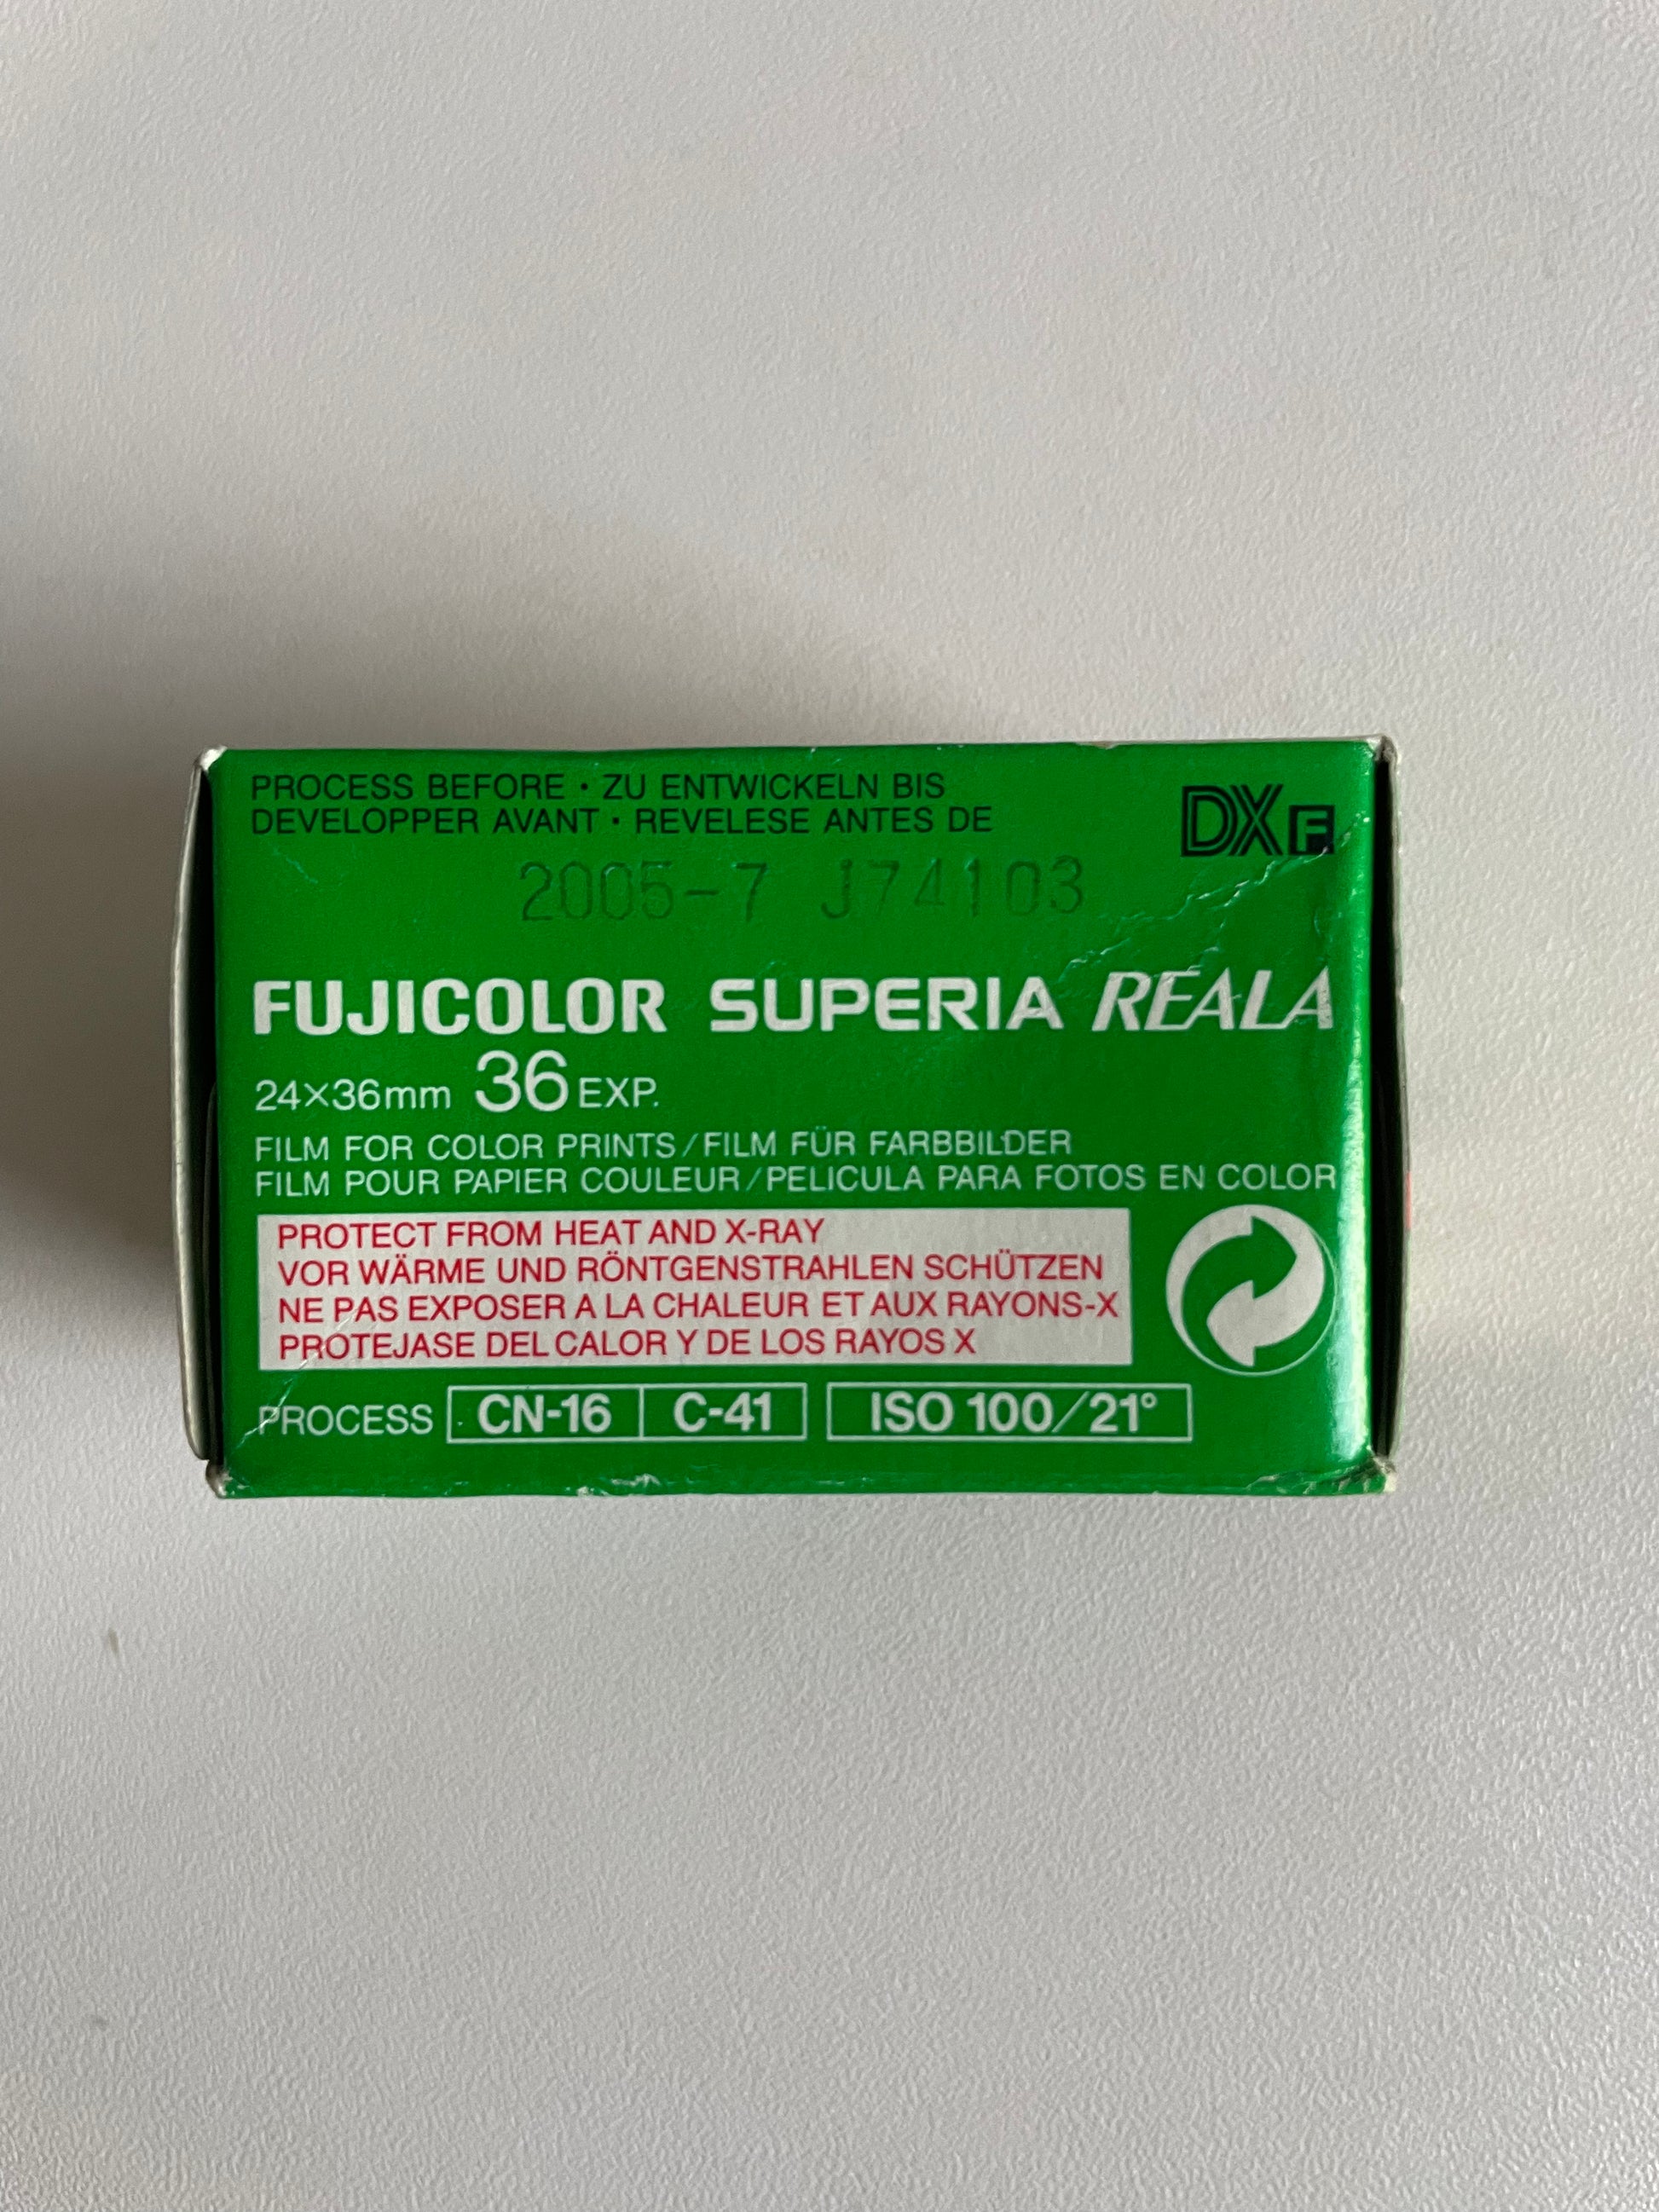 PROCESS BEFORE · ZU ENTWICKELN BIS
DEVELOPPER AVANT · REVELESE ANTES DE
DX F
2005-7 J74103
FUJICOLOR SUPERIA REALA
24×36mm 36 EXP.
FILM FOR COLOR PRINTS/FILM FÜR FARBBILDER
FILM POUR PAPIER COULEUR/PELICULA PARA FOTOS EN COLOR
PROTECT FROM HEAT AND X-RAY
VOR WÄRME UND RÖNTGENSTRAHLEN SCHÜTZEN
NE PAS EXPOSER A LA CHALEUR ET AUX RAYONS-X
PROTEJASE DEL CALOR Y DE LOS RAYOS X
PROCESS CN-16 C-41 ISO 100/21°